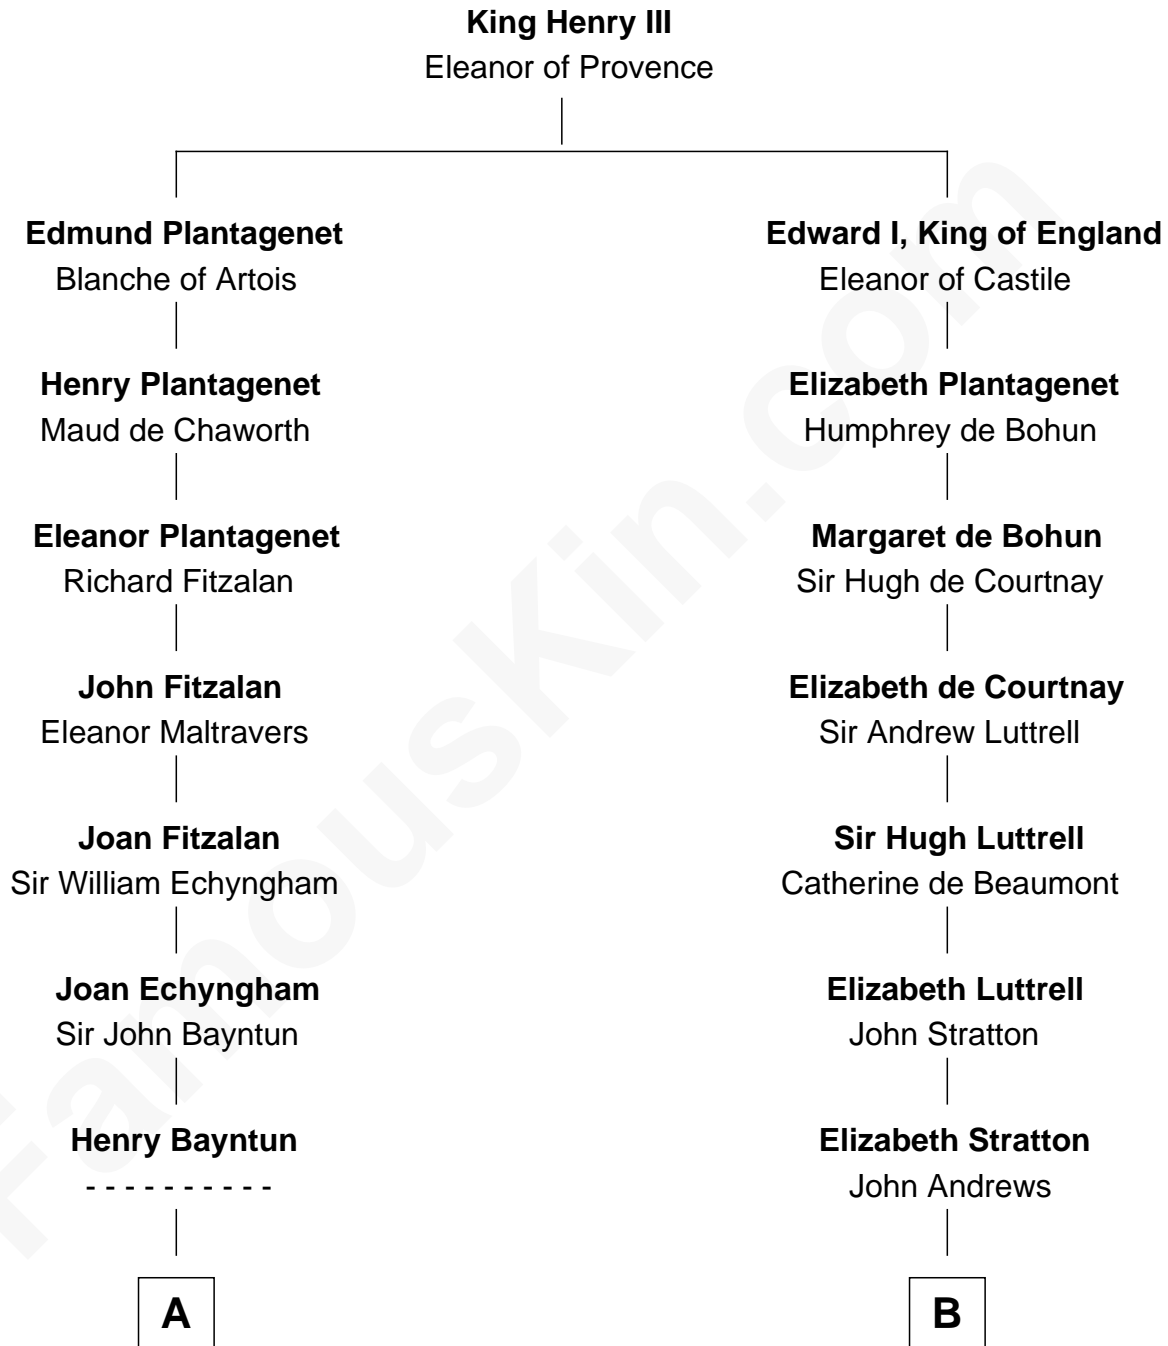 King Henry III
Eleanor of Provence
Edmund Plantagenet
Blanche of Artois
Henry Plantagenet
Maud de Chaworth
Eleanor Plantagenet
Richard Fitzalan
John Fitzalan
Eleanor Maltravers
Joan Fitzalan
Sir William Echyngham
Joan Echyngham
Sir John Bayntun
Henry Bayntun
- - - - - - - - - -
A
Edward I, King of England
Eleanor of Castile
Elizabeth Plantagenet
Humphrey de Bohun
Margaret de Bohun
Sir Hugh de Courtnay
Elizabeth de Courtnay
Sir Andrew Luttrell
Sir Hugh Luttrell
Catherine de Beaumont
Elizabeth Luttrell
John Stratton
Elizabeth Stratton
John Andrews
B
FamousKin.com